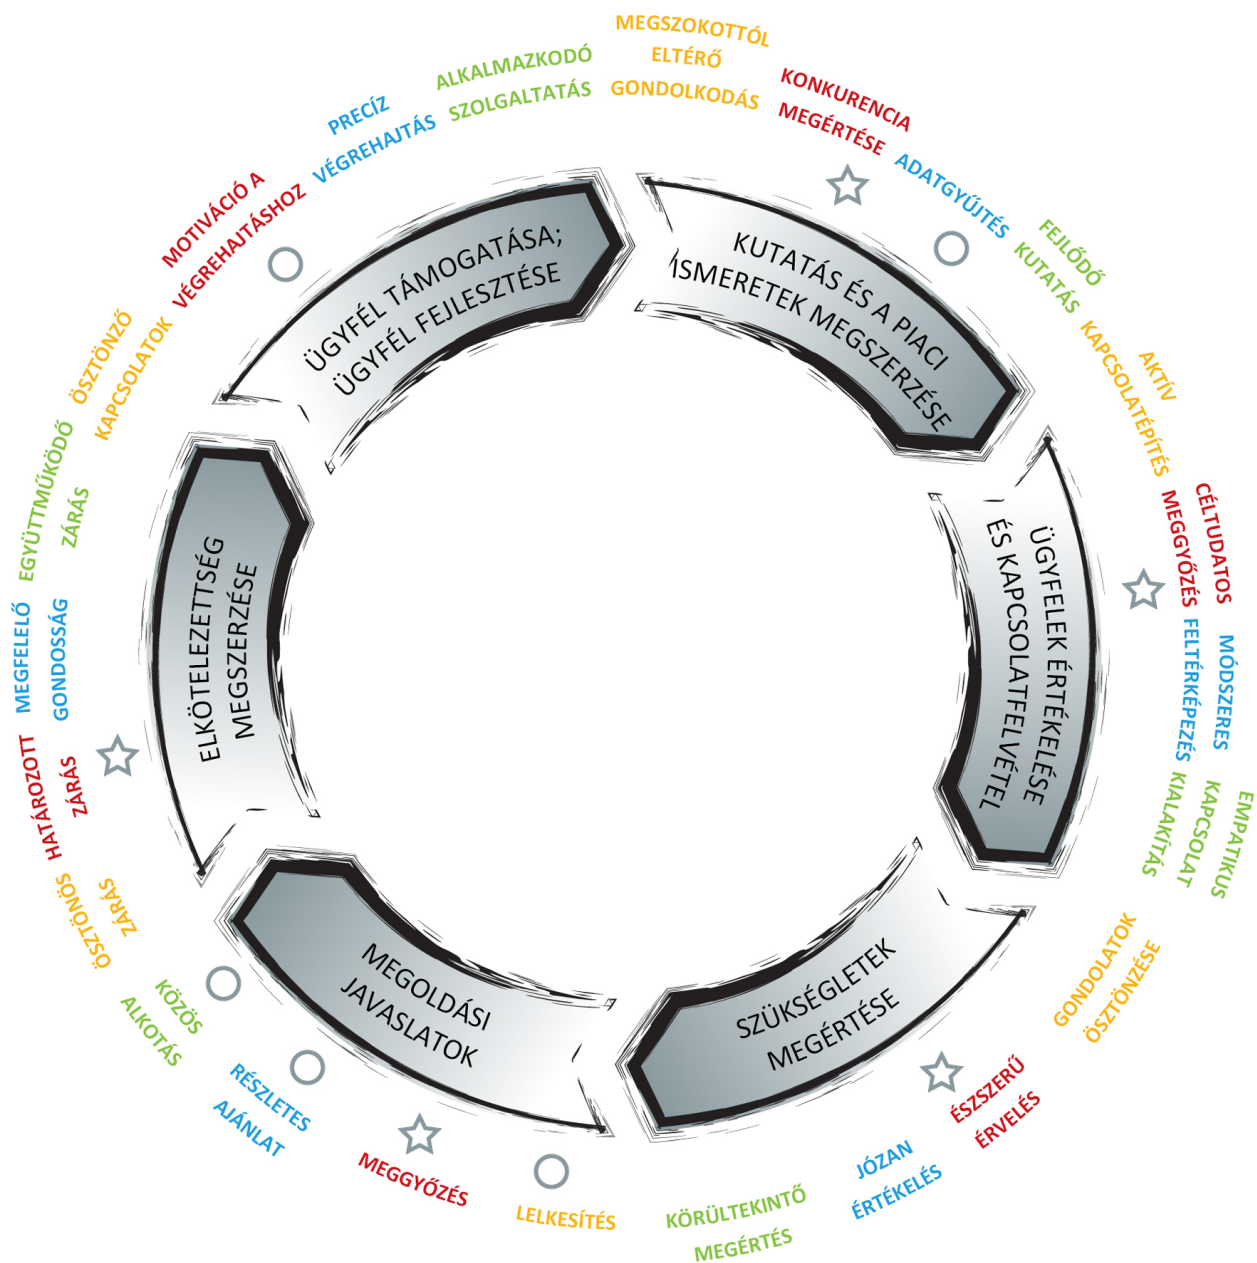 MEGSZOKOTTÓL
ELTÉRŐ
GONDOLKODÁS
KONKURENCIA
MEGÉRTÉSE
ADATGYŰJTÉS
FEJLŐDŐ
KUTATÁS
AKTÍV
KAPCSOLATÉPÍTÉS
CÉLTUDATOS
MEGGYŐZÉS
MÓDSZERES
FELTÉRKÉPEZÉS
EMPATIKUS
KAPCSOLAT
KIALAKÍTÁS
GONDOLATOK
ÖSZTÖNZÉSE
ÉSZSZERŰ
ÉRVELÉS
JÓZAN
ÉRTÉKELÉS
KÖRÜLTEKINTŐ
MEGÉRTÉS
LELKESÍTÉS
MEGGYŐZÉS
RÉSZLETES
AJÁNLAT
KÖZÖS
ALKOTÁS
ÖSZTÖNÖS
ZÁRÁS
HATÁROZOTT
ZÁRÁS
MEGFELELŐ
GONDOSSÁG
EGYÜTTMŰKÖDŐ
ZÁRÁS
ÖSZTÖNZŐ
KAPCSOLATOK
MOTIVÁCIÓ A
VÉGREHAJTÁSHOZ
PRECÍZ
VÉGREHAJTÁS
ALKALMAZKODÓ
SZOLGALTATÁS
KUTATÁS ÉS A PIACI
ISMERETEK MEGSZERZÉSE
ÜGYFELEK ÉRTÉKELÉSE
ÉS KAPCSOLATFELVÉTEL
SZÜKSÉGLETEK
MEGÉRTÉSE
MEGOLDÁSI
JAVASLATOK
ELKÖTELEZETTSÉG
MEGSZERZÉSE
ÜGYFÉL TÁMOGATÁSA;
ÜGYFÉL FEJLESZTÉSE